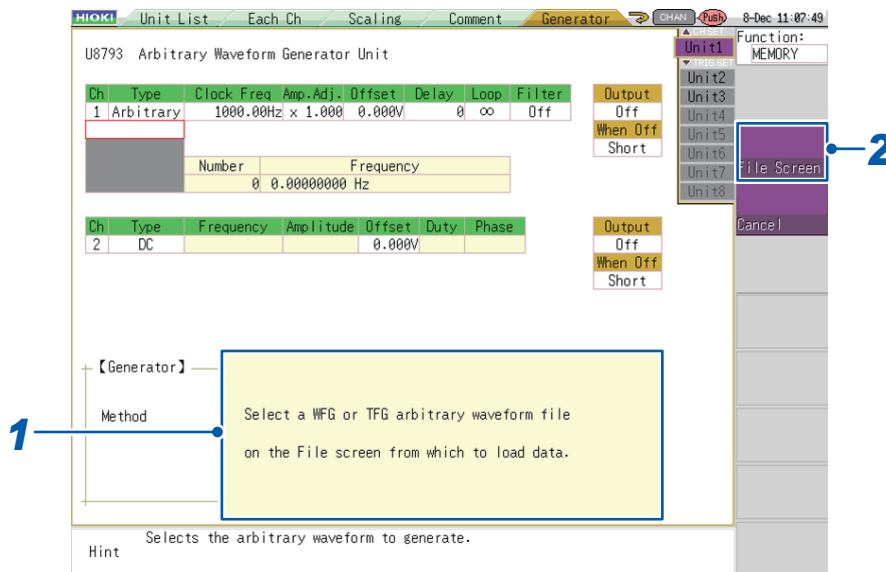 HIOKI Unit List Each Ch Scaling Comment Generator CHAN Push 8-Dec 11:07:49
▲CHSET
Unit1
▼TRIGSET
Unit2
Unit3
Unit4
Unit5
Unit6
Unit7
Unit8
Function:
MEMORY
U8793 Arbitrary Waveform Generator Unit
Ch Type Clock Freq Amp.Adj. Offset Delay Loop Filter
1 Arbitrary 1000.00Hz x 1.000 0.000V 0 ∞ Off
Number Frequency
0 0.00000000 Hz
Output
Off
When Off
Short
Ch Type Frequency Amplitude Offset Duty Phase
2 DC 0.000V
Output
Off
When Off
Short
File Screen
2
Cancel
【Generator】
Method
1
Select a WFG or TFG arbitrary waveform file
on the File screen from which to load data.
Hint Selects the arbitrary waveform to generate.